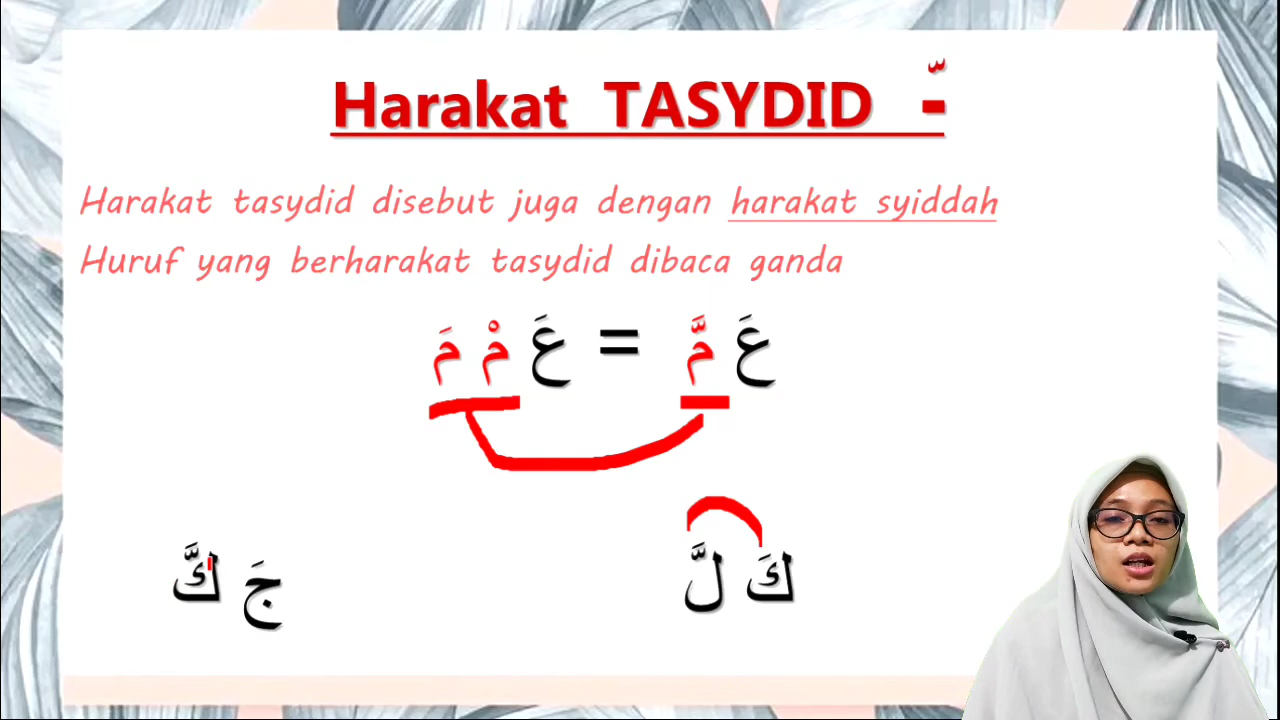 Harakat TASYDID -ّ
Harakat tasydid disebut juga dengan harakat syiddah
Huruf yang berharakat tasydid dibaca ganda
عَ مَّ = عَ مْ مَ
كَ لَّ
جَ كَّ